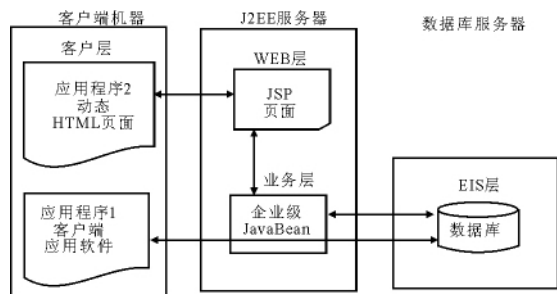 客户端机器
J2EE服务器
数据库服务器
客户层
应用程序2
动态
HTML页面
WEB层
JSP
页面
业务层
企业级
JavaBean
应用程序1
客户端
应用软件
EIS层
数据库